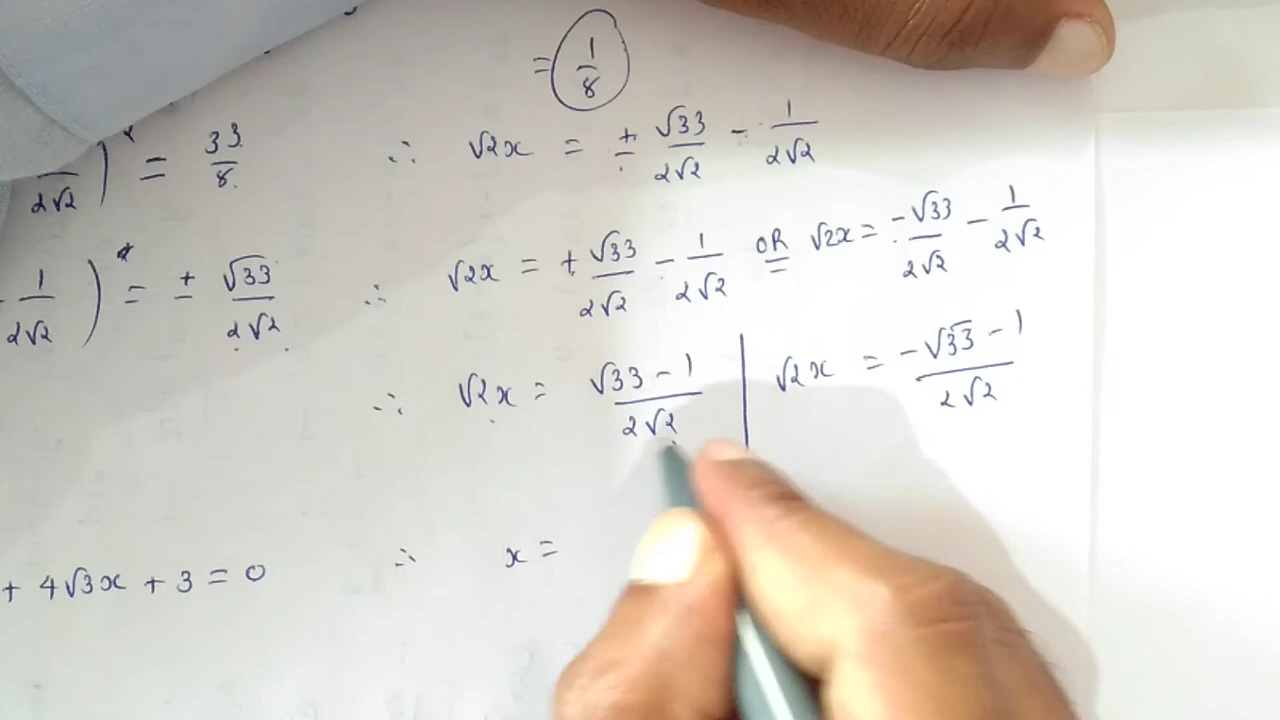 = 1/8
/2√2) = 33/8 ∴ √2x = ± √33/2√2 - 1/2√2
1/2√2) = ± √33/2√2 ∴ √2x = + √33/2√2 - 1/2√2 OR √2x = -√33/2√2 - 1/2√2
∴ √2x = √33 - 1/2√2 | √2x = -√33 - 1/2√2
+ 4√3x + 3 = 0 ∴ x =